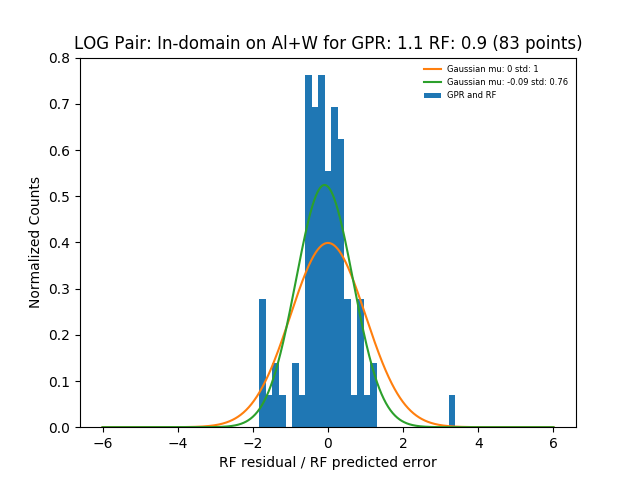 LOG Pair: In-domain on Al+W for GPR: 1.1 RF: 0.9 (83 points)
Gaussian mu: 0 std: 1
Gaussian mu: -0.09 std: 0.76
GPR and RF
Normalized Counts
0.8
0.7
0.6
0.5
0.4
0.3
0.2
0.1
0.0
−6 −4 −2 0 2 4 6
RF residual / RF predicted error